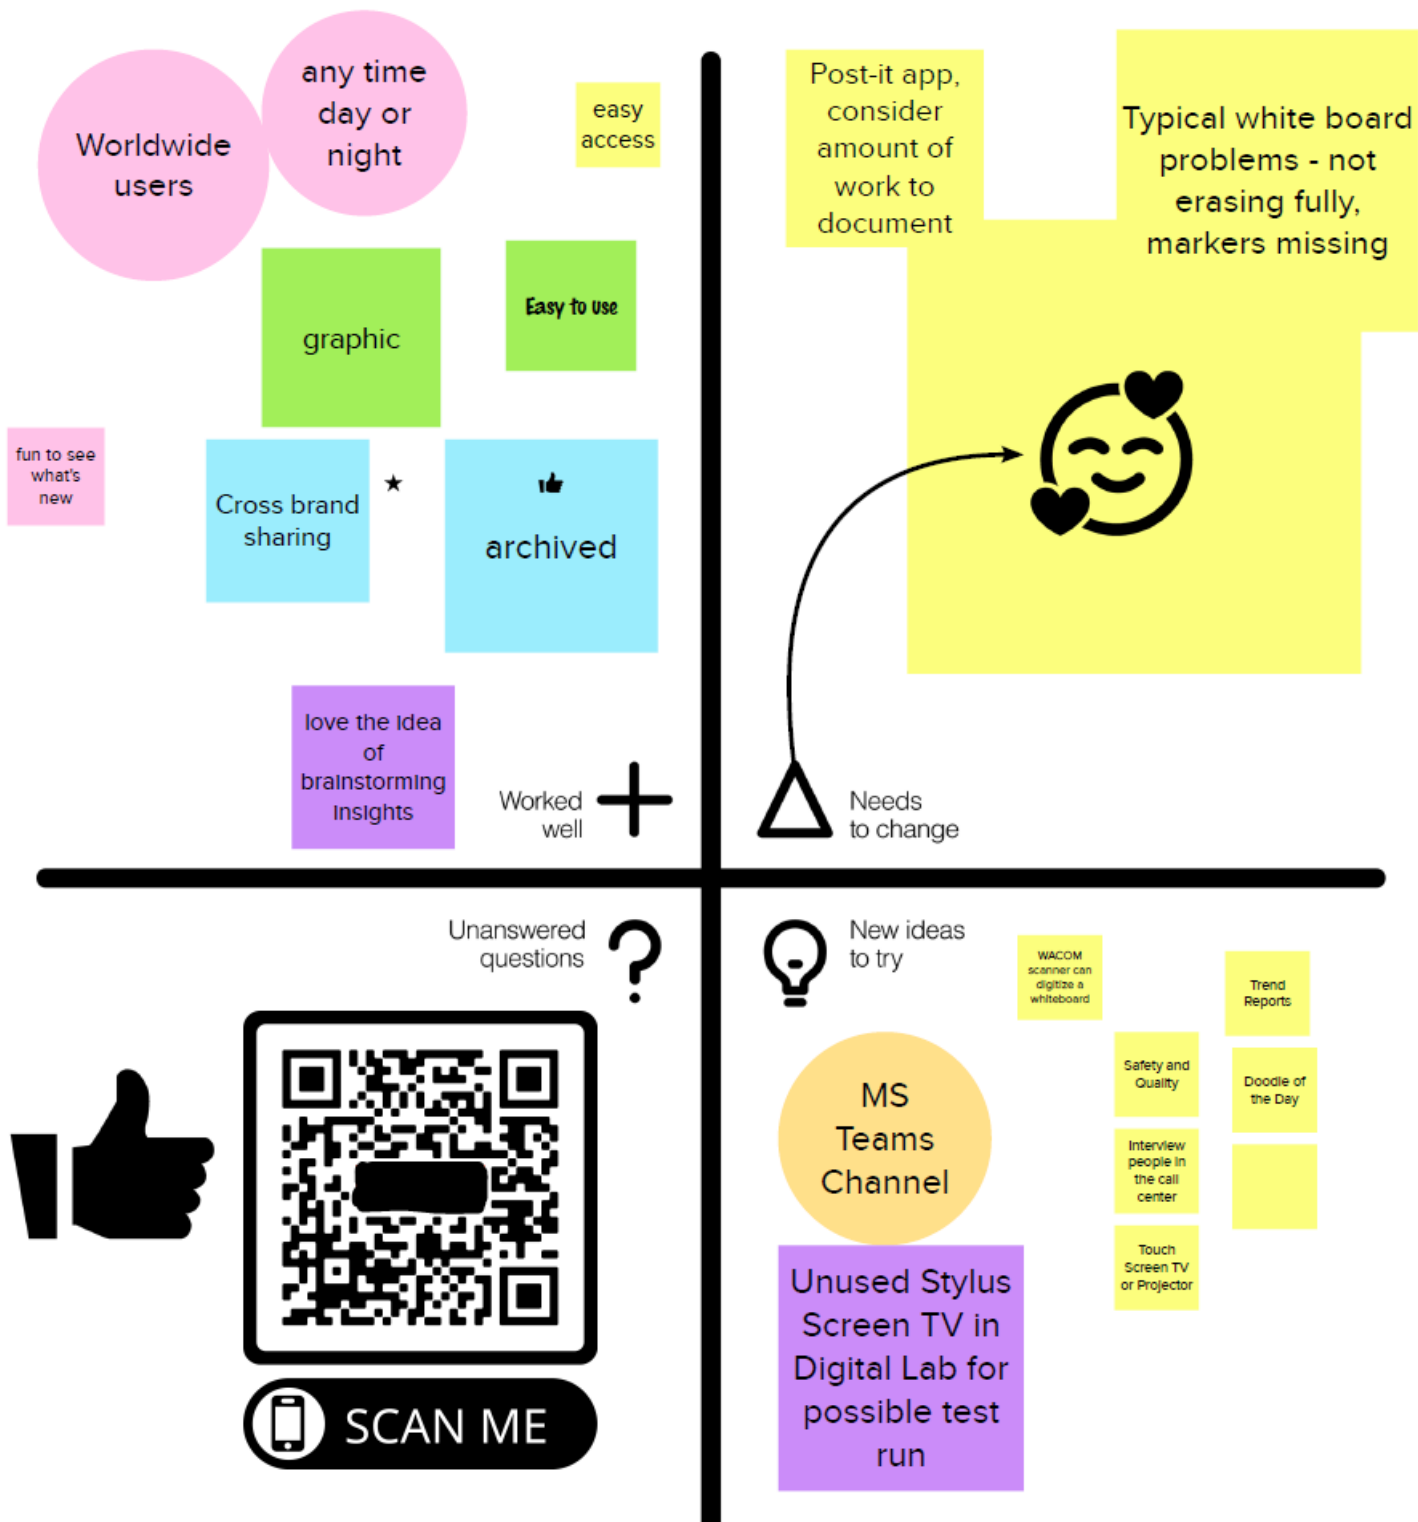 Worldwide
users
any time
day or
night
easy
access
graphic
Easy to use
fun to see
what's
new
Cross brand
sharing
archived
love the idea
of
brainstorming
insights
Worked
well
Post-it app,
consider
amount of
work to
document
Typical white board
problems - not
erasing fully,
markers missing
Needs
to change
Unanswered
questions
SCAN ME
New ideas
to try
WACOM
scanner can
digitize a
whiteboard
Trend
Reports
Safety and
Quality
Doodle of
the Day
MS
Teams
Channel
Interview
people in
the call
center
Touch
Screen TV
or Projector
Unused Stylus
Screen TV in
Digital Lab for
possible test
run